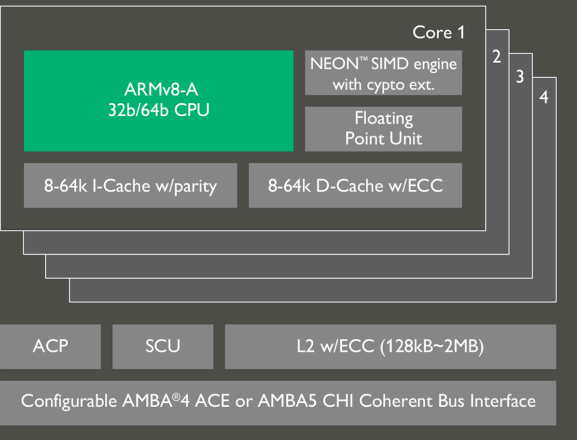 Core 1
2
3
4
ARMv8-A
32b/64b CPU
NEON™ SIMD engine
with cypto ext.
Floating
Point Unit
8-64k I-Cache w/parity
8-64k D-Cache w/ECC
ACP
SCU
L2 w/ECC (128kB~2MB)
Configurable AMBA®4 ACE or AMBA5 CHI Coherent Bus Interface